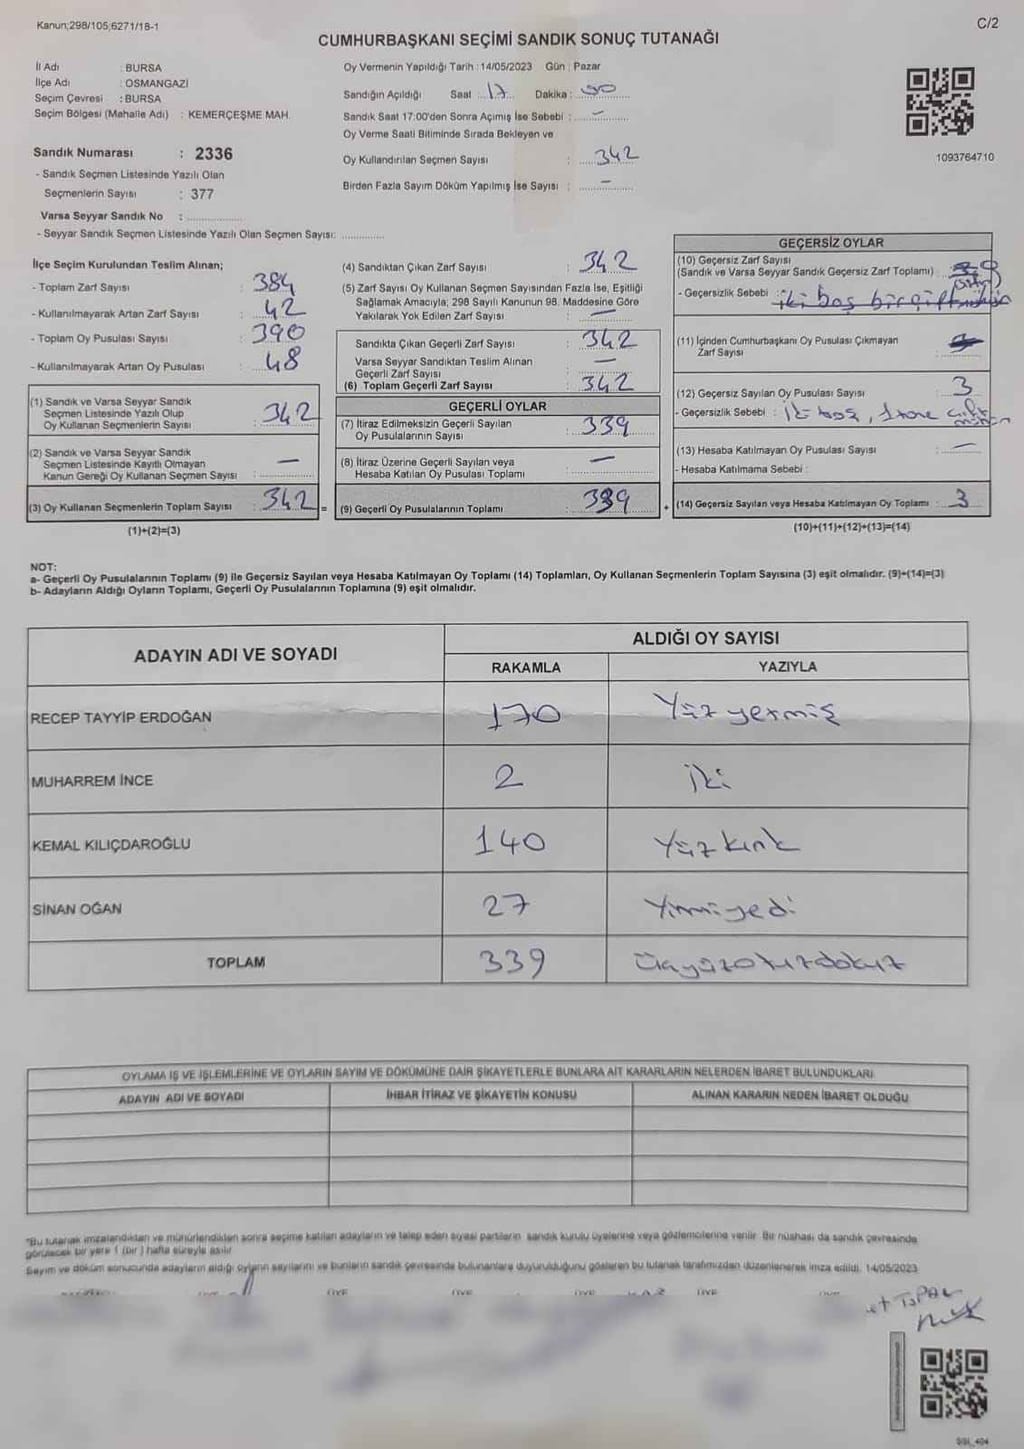 Kanun;298/105;6271/18-1
C/2
CUMHURBAŞKANI SEÇİMİ SANDIK SONUÇ TUTANAĞI
İl Adı : BURSA
İlçe Adı : OSMANGAZİ
Seçim Çevresi : BURSA
Seçim Bölgesi (Mahalle Adı) : KEMERÇEŞME MAH.
Sandık Numarası : 2336
- Sandık Seçmen Listesinde Yazılı Olan
Seçmenlerin Sayısı : 377
Varsa Seyyar Sandık No :
- Seyyar Sandık Seçmen Listesinde Yazılı Olan Seçmen Sayısı:
Oy Vermenin Yapıldığı Tarih : 14/05/2023 Gün : Pazar
Sandığın Açıldığı Saat : 17 Dakika : 00
Sandık Saat 17:00'den Sonra Açımış İse Sebebi : -
Oy Verme Saati Bitiminde Sırada Bekleyen ve
Oy Kullandırılan Seçmen Sayısı : 342
Birden Fazla Sayım Döküm Yapılmış İse Sayısı : -
1093764710
İlçe Seçim Kurulundan Teslim Alınan;
- Toplam Zarf Sayısı : 384
- Kullanılmayarak Artan Zarf Sayısı : 42
- Toplam Oy Pusulası Sayısı : 390
- Kullanılmayarak Artan Oy Pusulası : 48
(1) Sandık ve Varsa Seyyar Sandık
Seçmen Listesinde Yazılı Olup
Oy Kullanan Seçmenlerin Sayısı : 342
(2) Sandık ve Varsa Seyyar Sandık
Seçmen Listesinde Kayıtlı Olmayan
Kanun Gereği Oy Kullanan Seçmen Sayısı : -
(3) Oy Kullanan Seçmenlerin Toplam Sayısı : 342 =
(1)+(2)=(3)
(4) Sandıktan Çıkan Zarf Sayısı : 342
(5) Zarf Sayısı Oy Kullanan Seçmen Sayısından Fazla İse, Eşitliği
Sağlamak Amacıyla; 298 Sayılı Kanunun 98. Maddesine Göre
Yakılarak Yok Edilen Zarf Sayısı : -
Sandıkta Çıkan Geçerli Zarf Sayısı : 342
Varsa Seyyar Sandıktan Teslim Alınan
Geçerli Zarf Sayısı : -
(6) Toplam Geçerli Zarf Sayısı : 342
GEÇERLİ OYLAR
(7) İtiraz Edilmeksizin Geçerli Sayılan
Oy Pusulalarının Sayısı : 339
(8) İtiraz Üzerine Geçerli Sayılan veya
Hesaba Katılan Oy Pusulası Toplamı : -
(9) Geçerli Oy Pusulalarının Toplamı : 339 +
GEÇERSİZ OYLAR
(10) Geçersiz Zarf Sayısı
(Sandık ve Varsa Seyyar Sandık Geçersiz Zarf Toplamı) :
- Geçersizlik Sebebi : iki boş bir çift
(11) İçinden Cumhurbaşkanı Oy Pusulası Çıkmayan
Zarf Sayısı :
(12) Geçersiz Sayılan Oy Pusulası Sayısı : 3
- Geçersizlik Sebebi : iki boş, 1 tane çift
(13) Hesaba Katılmayan Oy Pusulası Sayısı : -
- Hesaba Katılmama Sebebi :
(14) Geçersiz Sayılan veya Hesaba Katılmayan Oy Toplamı : 3
(10)+(11)+(12)+(13)=(14)
NOT:
a- Geçerli Oy Pusulalarının Toplamı (9) ile Geçersiz Sayılan veya Hesaba Katılmayan Oy Toplamı (14) Toplamları, Oy Kullanan Seçmenlerin Toplam Sayısına (3) eşit olmalıdır. (9)+(14)=(3)
b- Adayların Aldığı Oyların Toplamı, Geçerli Oy Pusulalarının Toplamına (9) eşit olmalıdır.
ADAYIN ADI VE SOYADI ALDIĞI OY SAYISI
RAKAMLA YAZIYLA
RECEP TAYYİP ERDOĞAN 170 Yüz yetmiş
MUHARREM İNCE 2 İki
KEMAL KILIÇDAROĞLU 140 Yüz kırk
SİNAN OĞAN 27 Yirmiyedi
TOPLAM 339 Üçyüzotuzdokuz
OYLAMA İŞ VE İŞLEMLERİNE VE OYLARIN SAYIM VE DÖKÜMÜNE DAİR ŞİKAYETLERLE BUNLARA AİT KARARLARIN NELERDEN İBARET BULUNDUKLARI
ADAYIN ADI VE SOYADI İHBAR İTİRAZ VE ŞİKAYETİN KONUSU ALINAN KARARIN NEDEN İBARET OLDUĞU
"Bu tutanak imzalandıktan ve mühürlendikten sonra seçime katılan adayların ve talep eden siyasi partilerin sandık kurulu üyelerine veya gözlemcilerine verilir. Bir nüshası da sandık çevresinde
görülecek bir yere 1 (bir ) hafta süreyle asılır
Sayım ve döküm sonucunda adayların aldığı oyların sayılarını ve bunların sandık çevresinde bulunanlara duyurulduğunu gösteren bu tutanak tarafımızdan düzenlenerek imza edildi. 14/05/2023